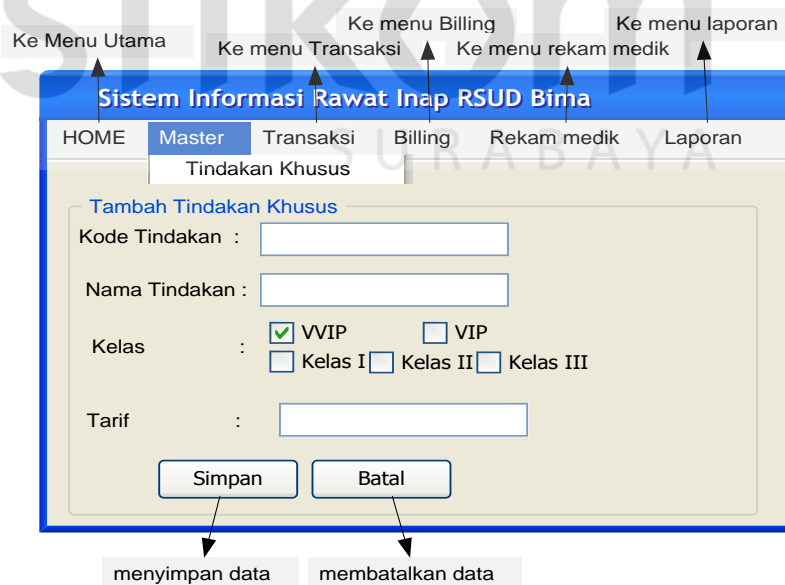 stikom
Ke menu Billing Ke menu laporan
Ke Menu Utama Ke menu Transaksi Ke menu rekam medik
Sistem Informasi Rawat Inap RSUD Bima
HOME Master Transaksi Billing Rekam medik Laporan
SURABAYA
Tindakan Khusus
Tambah Tindakan Khusus
Kode Tindakan :
Nama Tindakan :
Kelas : VVIP VIP
Kelas I Kelas II Kelas III
Tarif :
Simpan Batal
menyimpan data membatalkan data